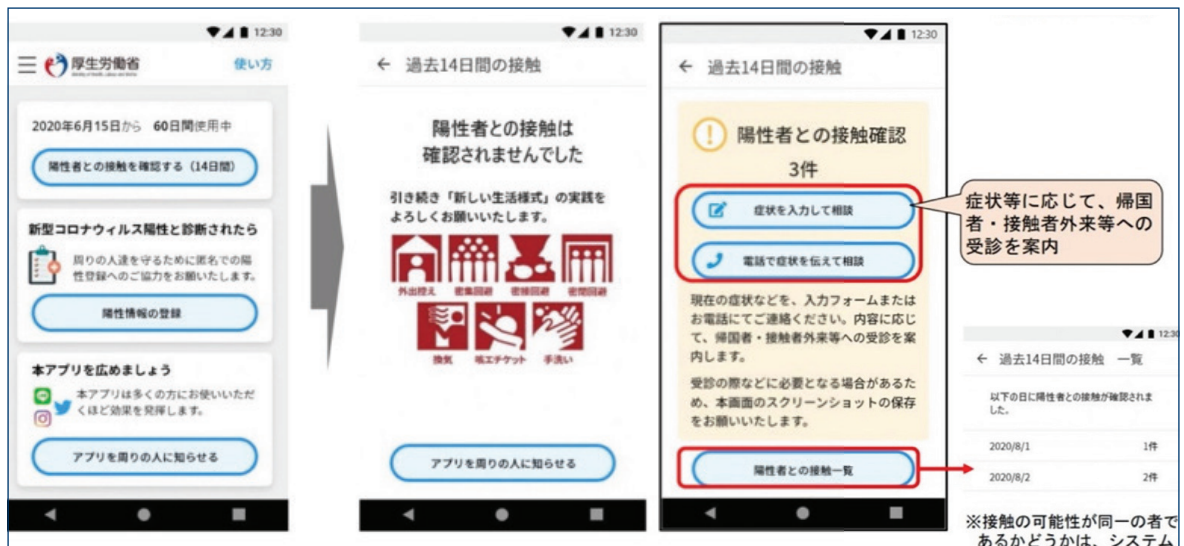 12:30
厚生労働省
使い方
2020年6月15日から 60日間使用中
陽性者との接触を確認する（14日間）
新型コロナウィルス陽性と診断されたら
周りの人達を守るために匿名での陽
性登録へのご協力をお願いたします。
陽性情報の登録
本アプリを広めましょう
本アプリは多くの方にお使いいただ
くほど効果を発揮します。
アプリを周りの人に知らせる
12:30
← 過去14日間の接触
陽性者との接触は
確認されませんでした
引き続き「新しい生活様式」の実践を
よろしくお願いいたします。
外出控え 密集回避 密接回避 密閉回避
換気 咳エチケット 手洗い
アプリを周りの人に知らせる
12:30
← 過去14日間の接触
陽性者との接触確認
3件
症状を入力して相談
電話で症状を伝えて相談
現在の症状などを、入力フォームまたは
お電話にてご連絡ください。内容に応じ
て、帰国者・接触者外来等への受診を案
内します。
受診の際などに必要となる場合があるた
め、本画面のスクリーンショットの保存
をお願いいたします。
陽性者との接触一覧
症状等に応じて、帰国
者・接触者外来等への
受診を案内
12:30
← 過去14日間の接触 一覧
以下の日に陽性者との接触が確認されま
した。
2020/8/1 1件
2020/8/2 2件
※接触の可能性が同一の者で
あるかどうかは、システム